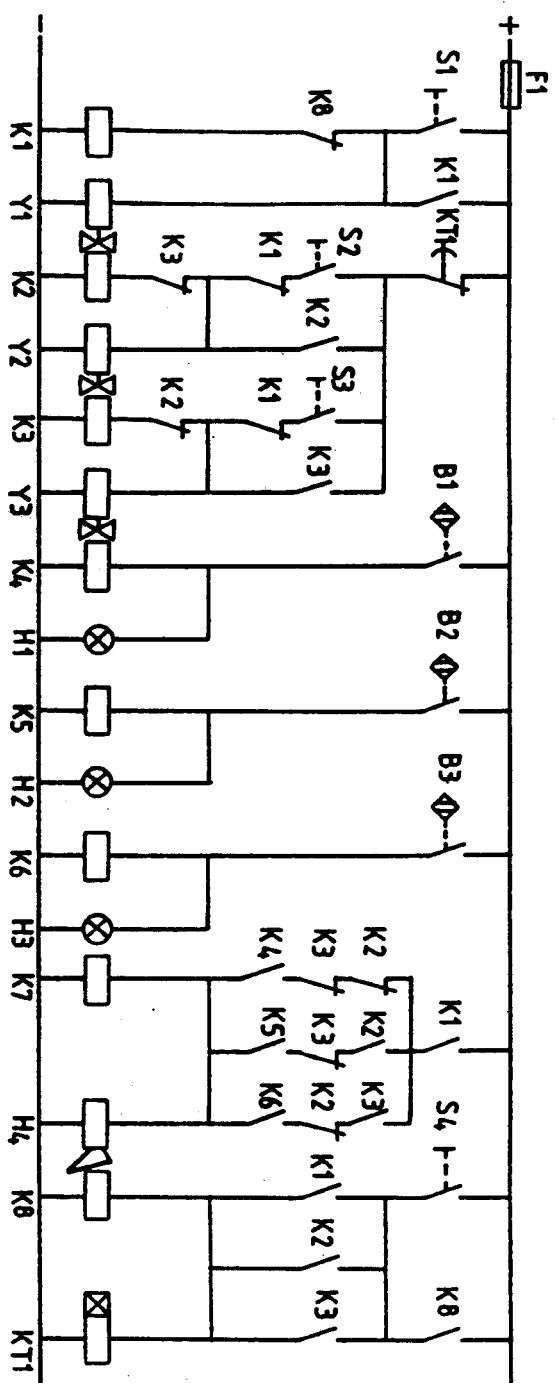 F1
+
S1
K1
KT1
B1
B2
B3
K1
S4
K8
S2
S3
K2
K2
K3
K8
K2
K3
K3
K3
K2
K1
K2
K3
K1
K1
K4
K5
K6
K3
K2
-
K1 Y1 K2 Y2 K3 Y3 K4 H1 K5 H2 K6 H3 K7 H4 K8 KT1